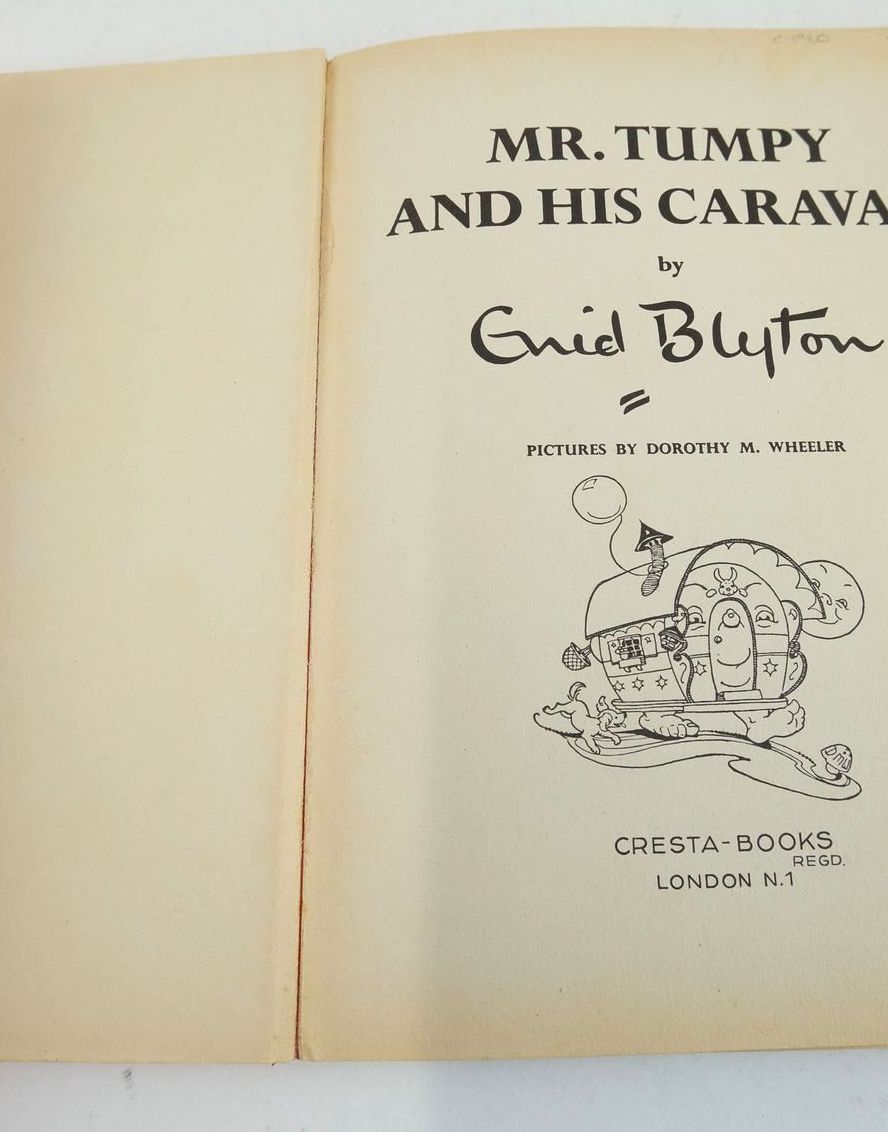 MR. TUMPY
AND HIS CARAVA
by
Enid Blyton
PICTURES BY DOROTHY M. WHEELER
CRESTA-BOOKS
REGD.
LONDON N.1